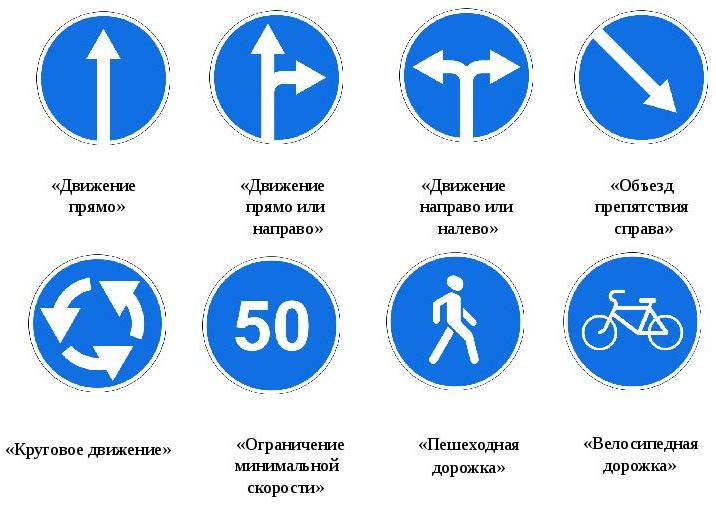 «Движение
прямо»
«Движение
прямо или
направо»
«Движение
направо или
налево»
«Объезд
препятствия
справа»
50
«Круговое движение»
«Ограничение
минимальной
скорости»
«Пешеходная
дорожка»
«Велосипедная
дорожка»